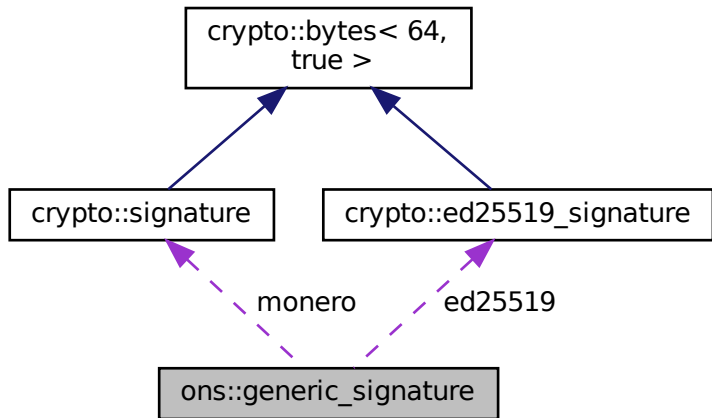 crypto::bytes< 64,
true >
crypto::signature
crypto::ed25519_signature
monero
ed25519
ons::generic_signature